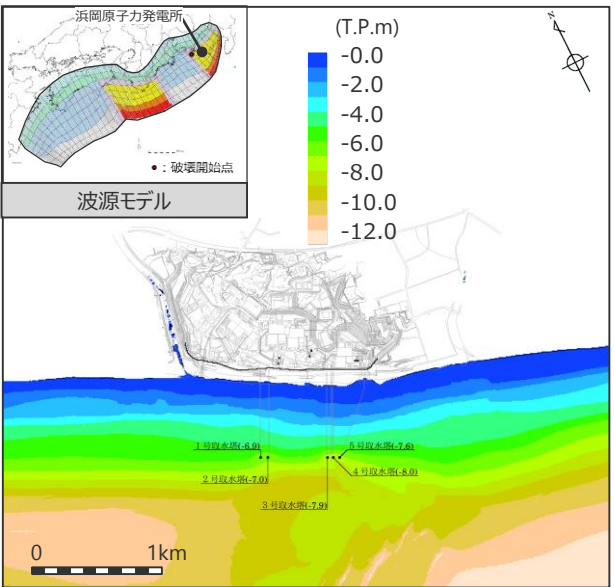 浜岡原子力発電所
●：破壊開始点
波源モデル
(T.P.m)
-0.0
-2.0
-4.0
-6.0
-8.0
-10.0
-12.0
N
1号取水塔(-6.9)
5号取水塔(-7.6)
2号取水塔(-7.0)
4号取水塔(-8.0)
3号取水塔(-7.9)
0 1km